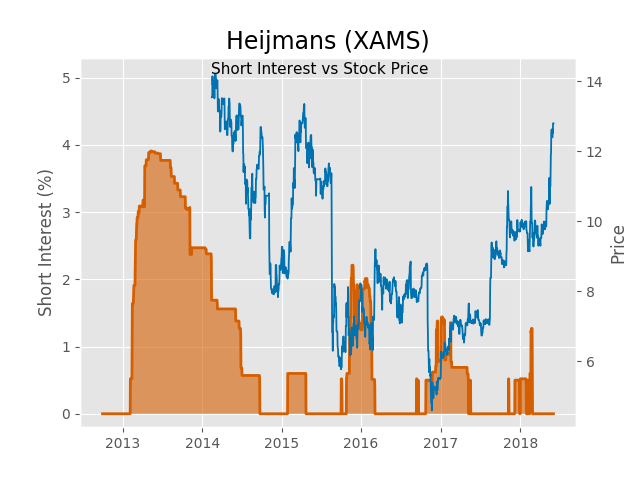 Heijmans (XAMS)
Short Interest vs Stock Price
Short Interest (%)
5
4
3
2
1
0
14
12
10
8
6
Price
2013 2014 2015 2016 2017 2018